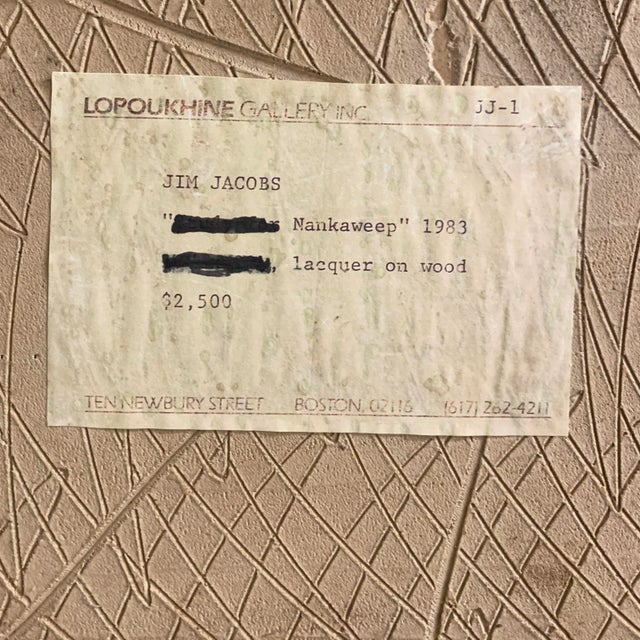 LOPOUKHINE GALLERY INC. JJ-1
JIM JACOBS
" Nankaweep" 1983
, lacquer on wood
$2,500
TEN NEWBURY STREET BOSTON, 02116 (617) 262-4211